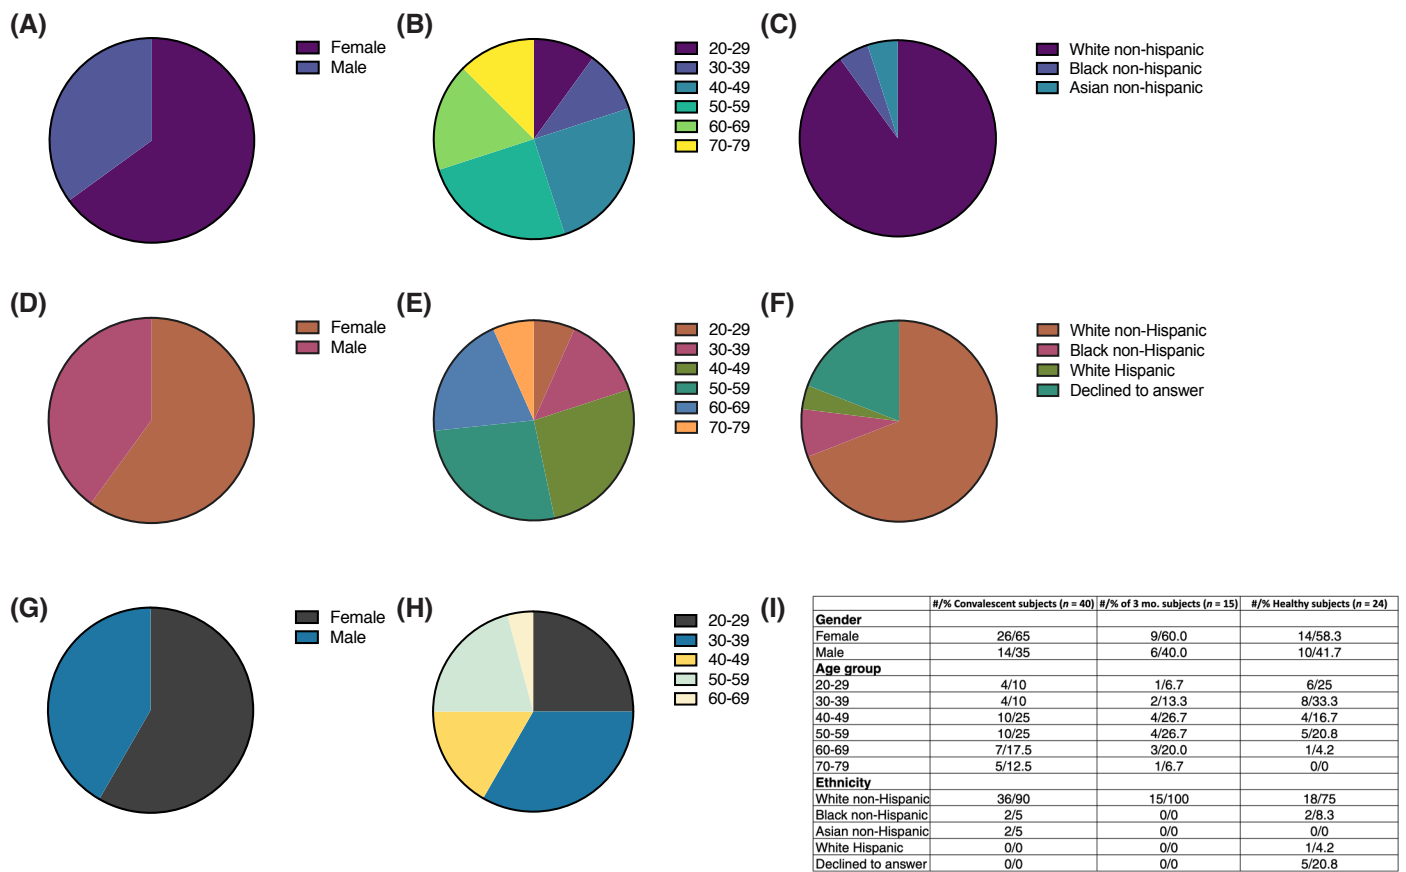 (A)
Female
Male
(B)
20-29
30-39
40-49
50-59
60-69
70-79
(C)
White non-hispanic
Black non-hispanic
Asian non-hispanic
(D)
Female
Male
(E)
20-29
30-39
40-49
50-59
60-69
70-79
(F)
White non-Hispanic
Black non-Hispanic
White Hispanic
Declined to answer
(G)
Female
Male
(H)
20-29
30-39
40-49
50-59
60-69
(I)
#/% Convalescent subjects (n = 40) #/% of 3 mo. subjects (n = 15) #/% Healthy subjects (n = 24)
Gender
Female 26/65 9/60.0 14/58.3
Male 14/35 6/40.0 10/41.7
Age group
20-29 4/10 1/6.7 6/25
30-39 4/10 2/13.3 8/33.3
40-49 10/25 4/26.7 4/16.7
50-59 10/25 4/26.7 5/20.8
60-69 7/17.5 3/20.0 1/4.2
70-79 5/12.5 1/6.7 0/0
Ethnicity
White non-Hispanic 36/90 15/100 18/75
Black non-Hispanic 2/5 0/0 2/8.3
Asian non-Hispanic 2/5 0/0 0/0
White Hispanic 0/0 0/0 1/4.2
Declined to answer 0/0 0/0 5/20.8